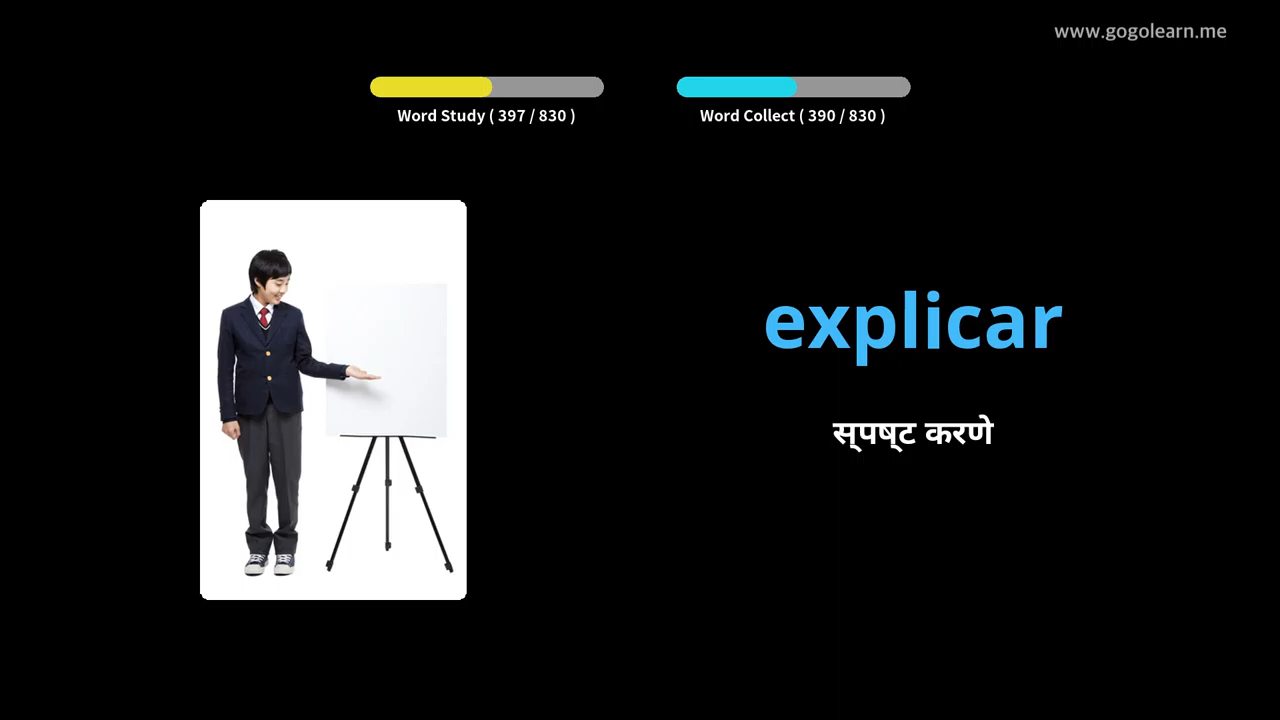 www.gogolearn.me
Word Study ( 397 / 830 )
Word Collect ( 390 / 830 )
explicar
स्पष्ट करणे